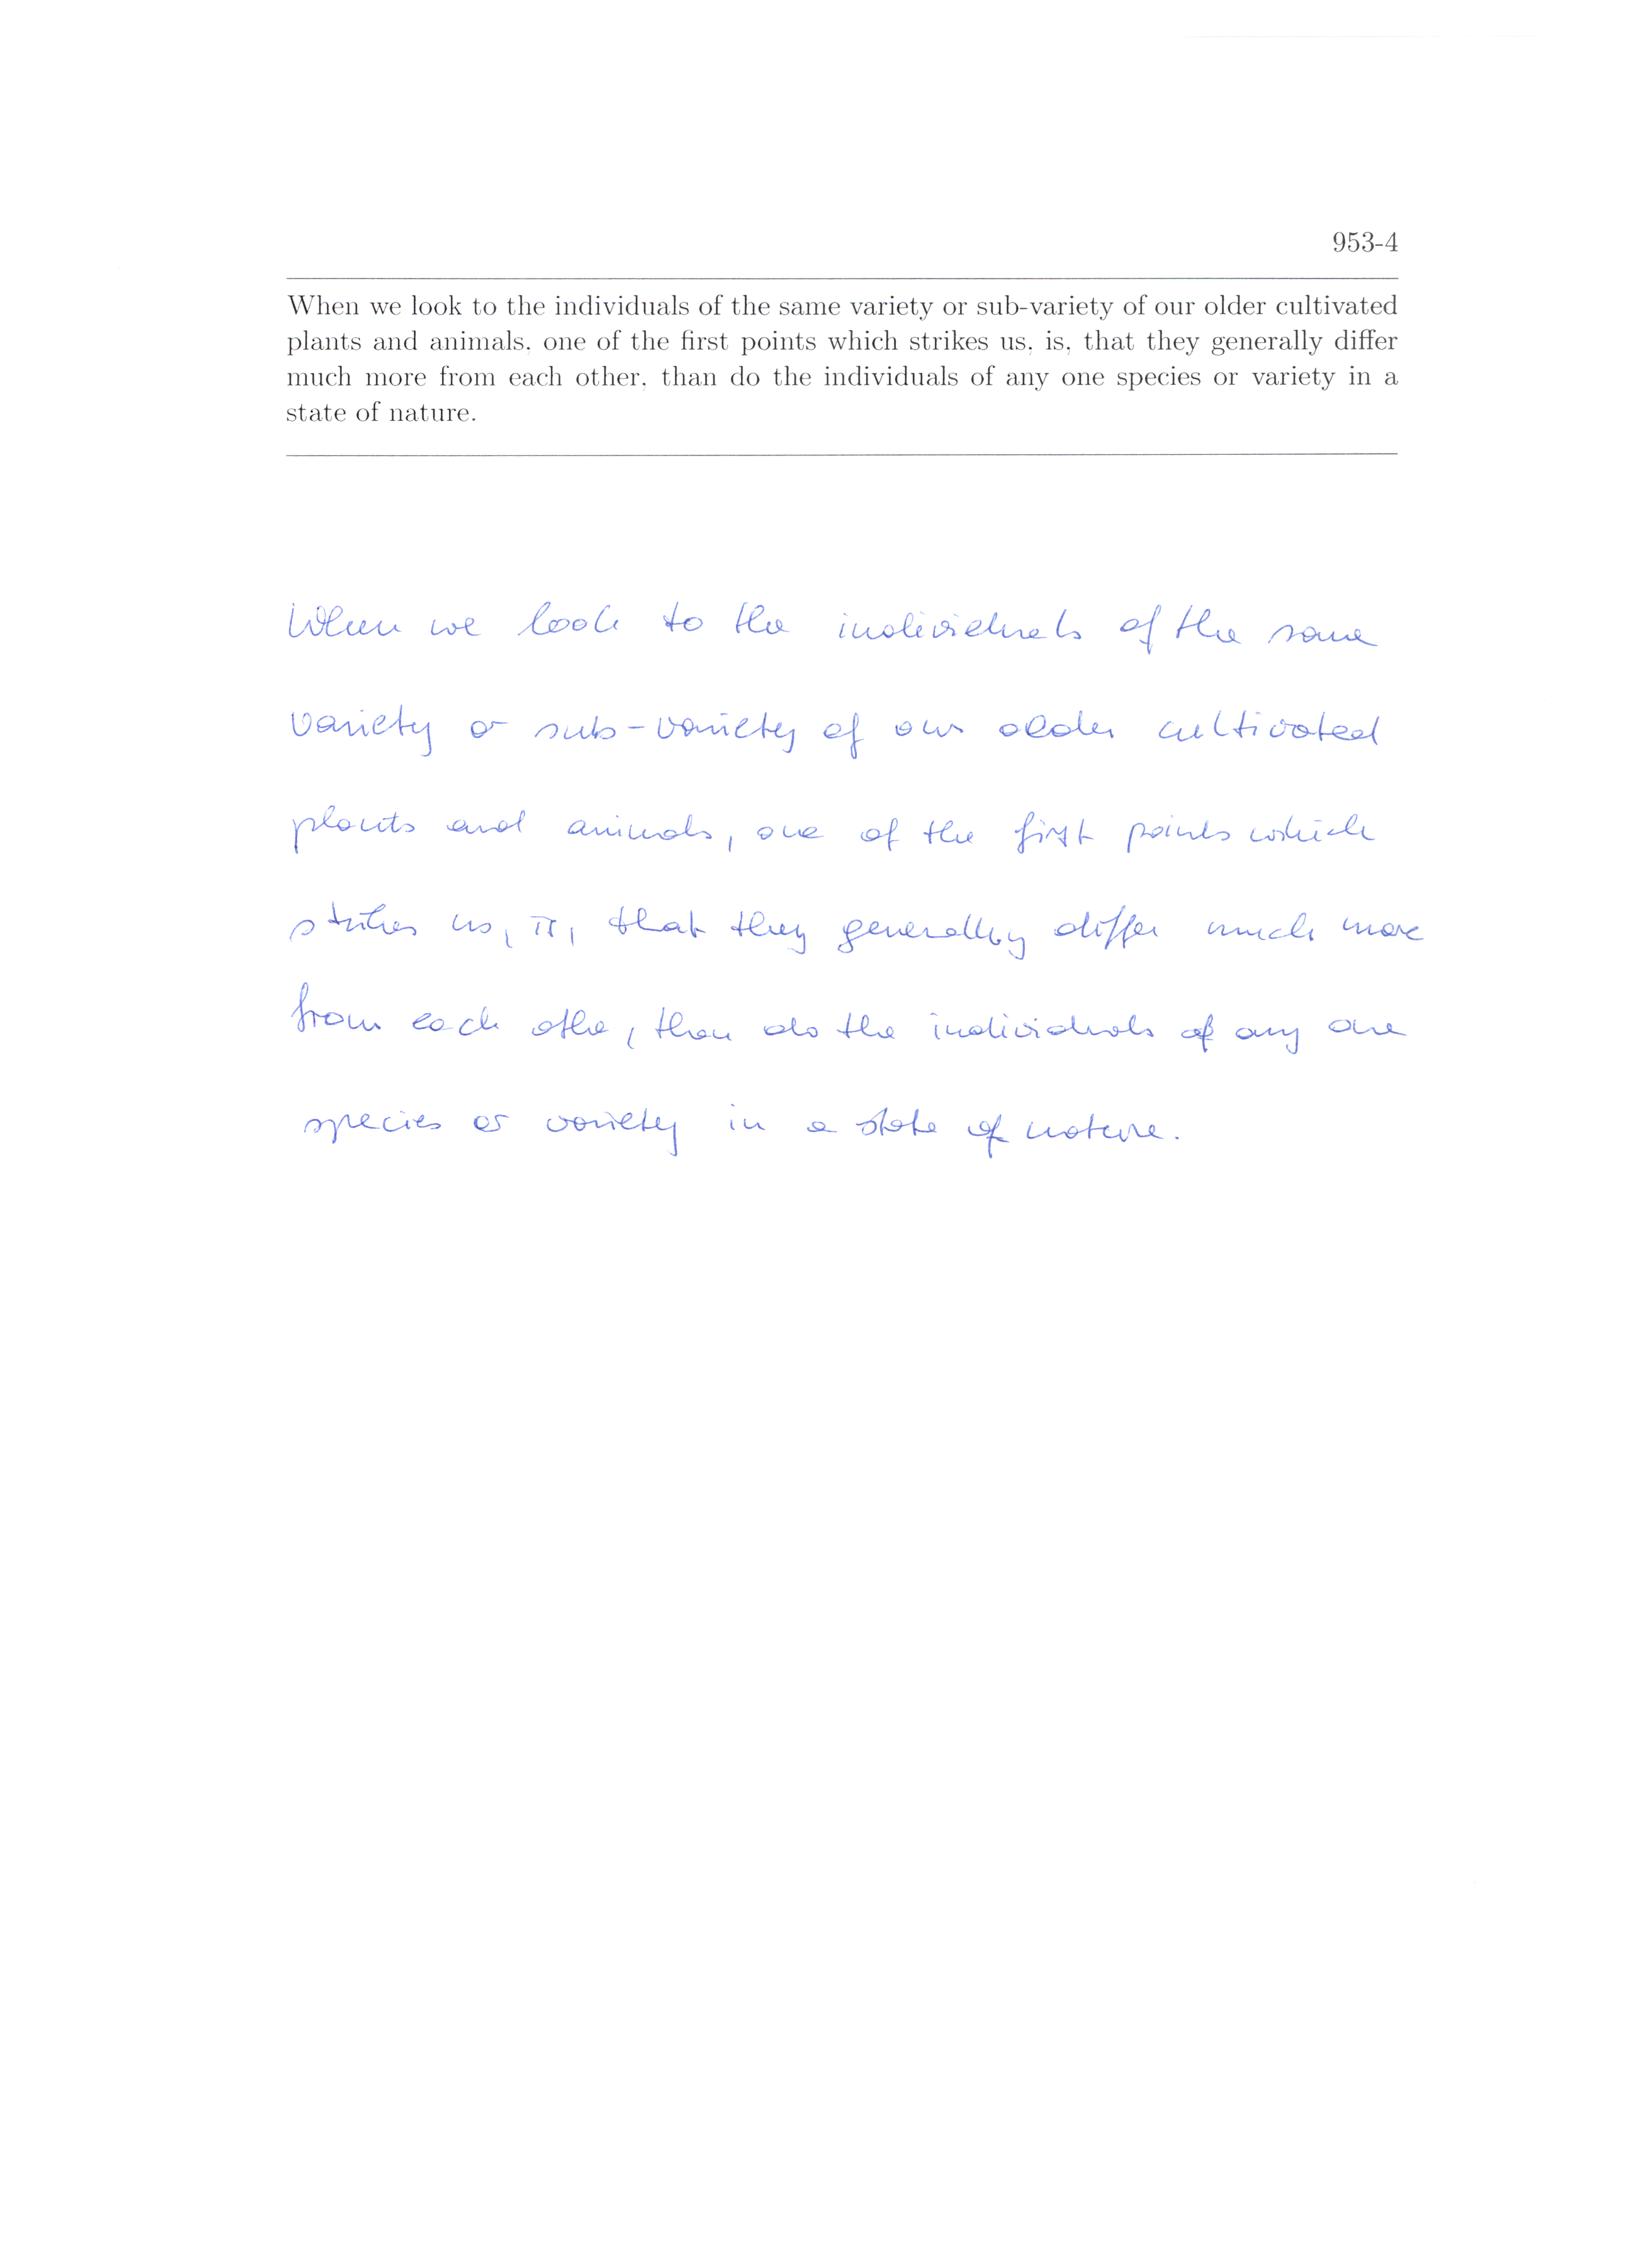 953-4
When we look to the individuals of the same variety or sub-variety of our older cultivated
plants and animals, one of the first points which strikes us, is, that they generally differ
much more from each other, than do the individuals of any one species or variety in a
state of nature.
When we look to the individuals of the same
variety or sub-variety of our older cultivated
plants and animals, one of the first points which
strikes us, is, that they generally differ much more
from each othe, than do the individuals of any one
species or variety in a state of nature.